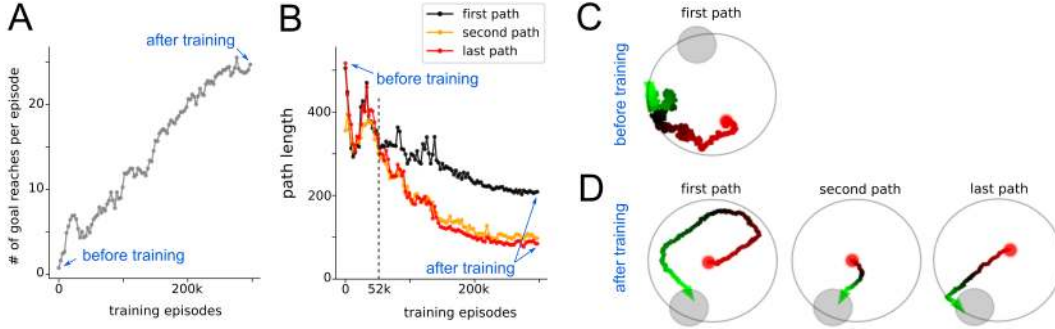 A
# of goal reaches per episode
20
10
0
after training
before training
0
200k
training episodes
B
path length
400
200
0
first path
second path
last path
before training
after training
0
52k
200k
training episodes
C
first path
before training
D
first path
second path
last path
after training